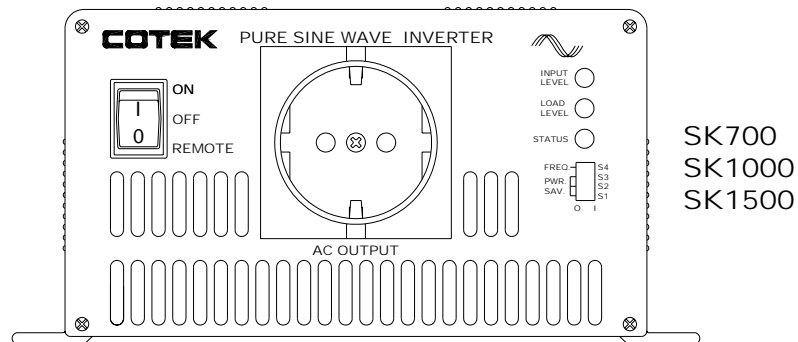 COTEK PURE SINE WAVE INVERTER
INPUT
LEVEL
LOAD
LEVEL
STATUS
ON
OFF
REMOTE
I
0
FREQ.
PWR.
SAV.
S4
S3
S2
S1
O I
AC OUTPUT
SK700
SK1000
SK1500